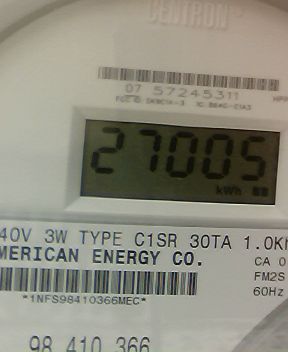 CENTRON
07 57245311
27005
kWh
40V 3W TYPE C1SR 30TA 1.0Kh
MERICAN ENERGY CO.
CA 0
FM2S
60Hz
*1NFS98410366MEC*
98 410 366